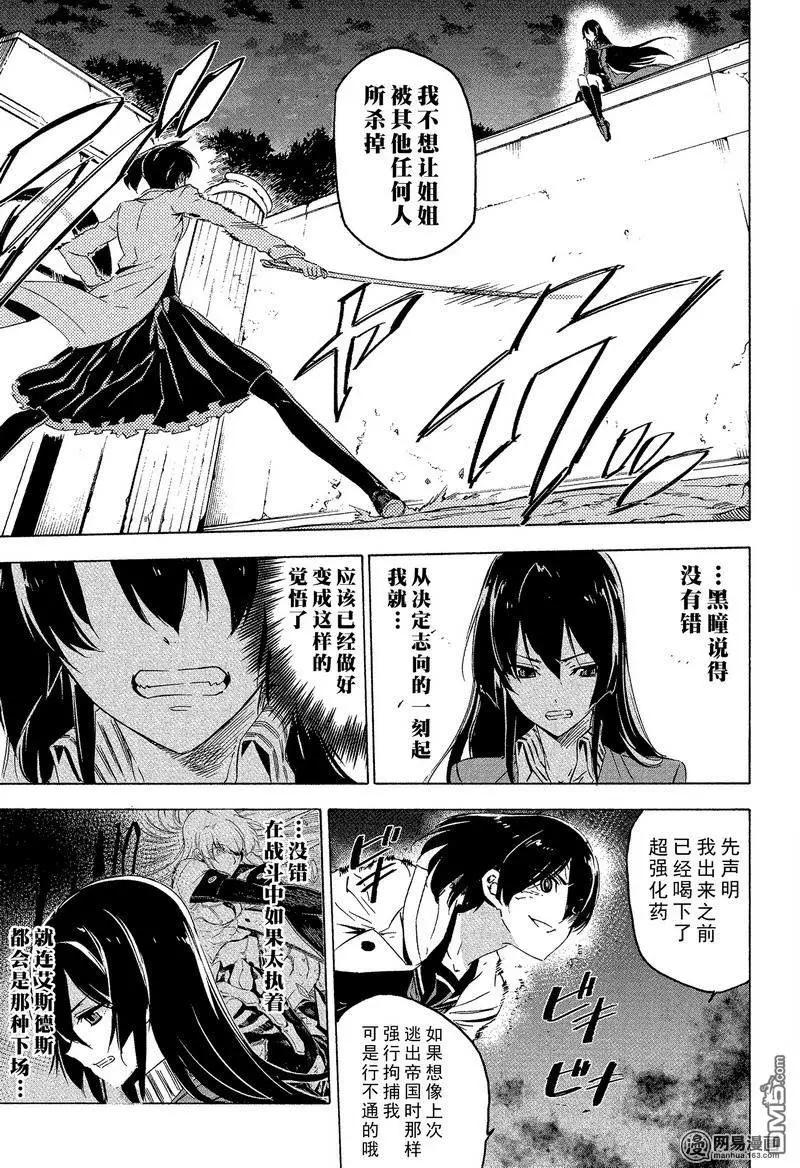 我不想让姐姐
被其他任何人
所杀掉
カカ
…黑瞳说得
没有错
从决定志向的一刻起
我就…
应该已经做好
变成这样的
觉悟了
先声明
我出来之前
已经喝下了
超强化药
ビビ
如果想像上次
逃出帝国时那样
强行拘捕我
可是行不通的哦
…没错
在战斗中如果太执着
就连艾斯德斯
都会是那种下场…
网易漫画
manhua.163.com